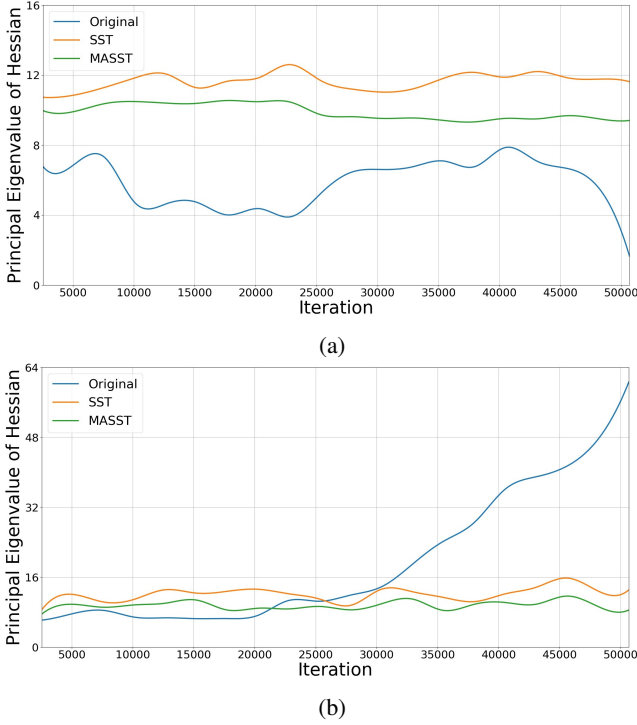 Principal Eigenvalue of Hessian
16
12
8
4
0
Original
SST
MASST
5000 10000 15000 20000 25000 30000 35000 40000 45000 50000
Iteration
(a)
Principal Eigenvalue of Hessian
64
48
32
16
0
Original
SST
MASST
5000 10000 15000 20000 25000 30000 35000 40000 45000 50000
Iteration
(b)